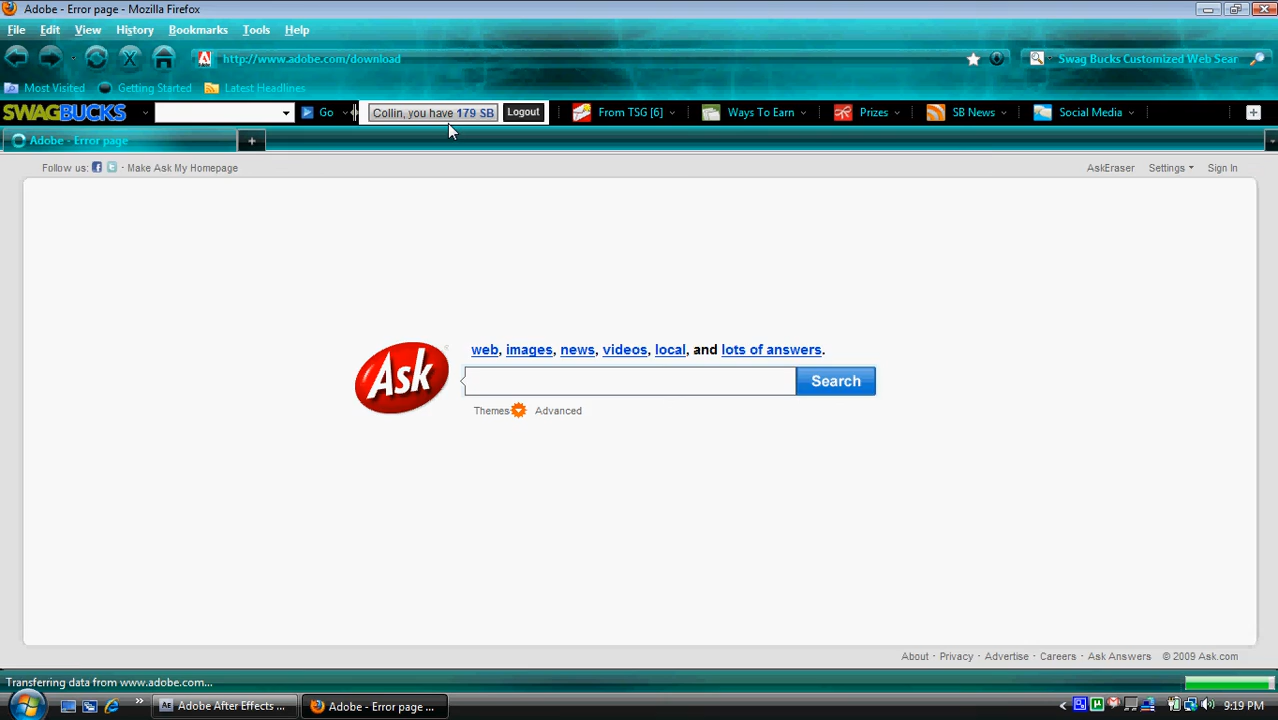 Adobe - Error page - Mozilla Firefox
File Edit View History Bookmarks Tools Help
http://www.adobe.com/download Swag Bucks Customized Web Sear
Most Visited Getting Started Latest Headlines
SWAGBUCKS Go Collin, you have 179 SB Logout From TSG [6] Ways To Earn Prizes SB News Social Media
Adobe - Error page +
Follow us: · Make Ask My Homepage AskEraser Settings Sign In
web, images, news, videos, local, and lots of answers.
Ask Search
Themes Advanced
About · Privacy · Advertise · Careers · Ask Answers © 2009 Ask.com
Transferring data from www.adobe.com...
AE Adobe After Effects ... Adobe - Error page ... 9:19 PM